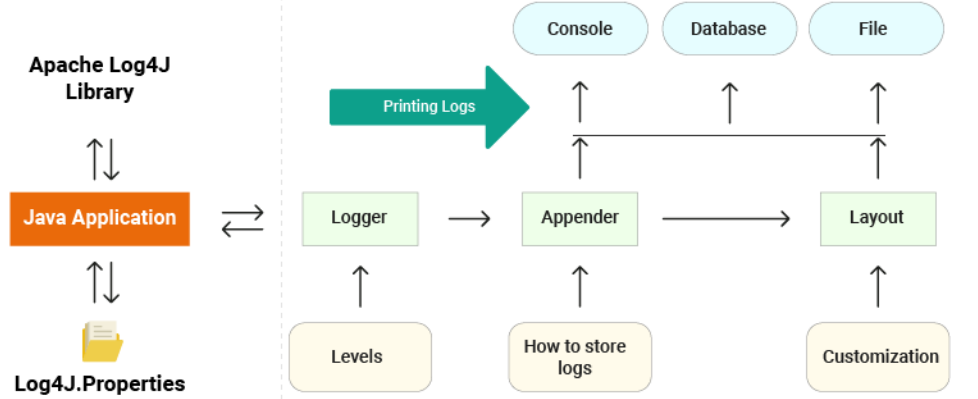 Console
Database
File
Apache Log4J
Library
Printing Logs
Java Application
Logger
Appender
Layout
Levels
How to store
logs
Customization
Log4J.Properties